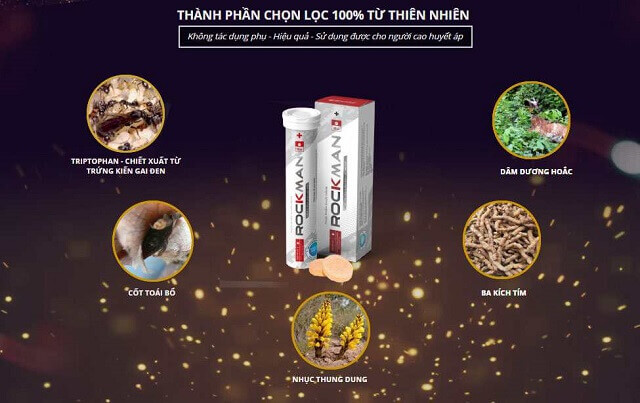 THÀNH PHẦN CHỌN LỌC 100% TỪ THIÊN NHIÊN
Không tác dụng phụ - Hiệu quả - Sử dụng được cho người cao huyết áp
TRIPTOPHAN - CHIẾT XUẤT TỪ
TRỨNG KIẾN GAI ĐEN
ROCKMAN
ROCKMAN
DÂM DƯƠNG HOẮC
CỐT TOÁI BỔ
BA KÍCH TÍM
NHỤC THUNG DUNG